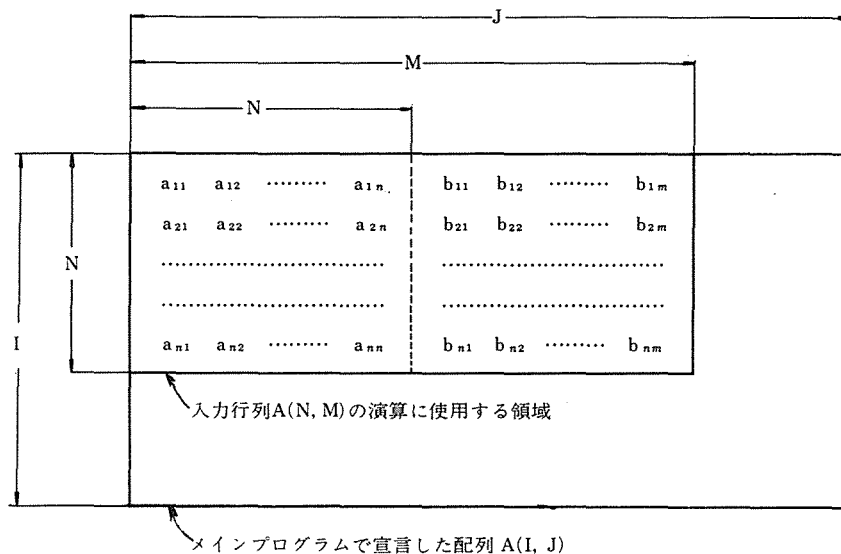 J
M
N
a11 a12 ········· a1n b11 b12 ········· b1m
a21 a22 ········· a2n b21 b22 ········· b2m
N
I
an1 an2 ········· ann bn1 bn2 ········· bnm
入力行列A(N, M)の演算に使用する領域
メインプログラムで宣言した配列 A(I, J)